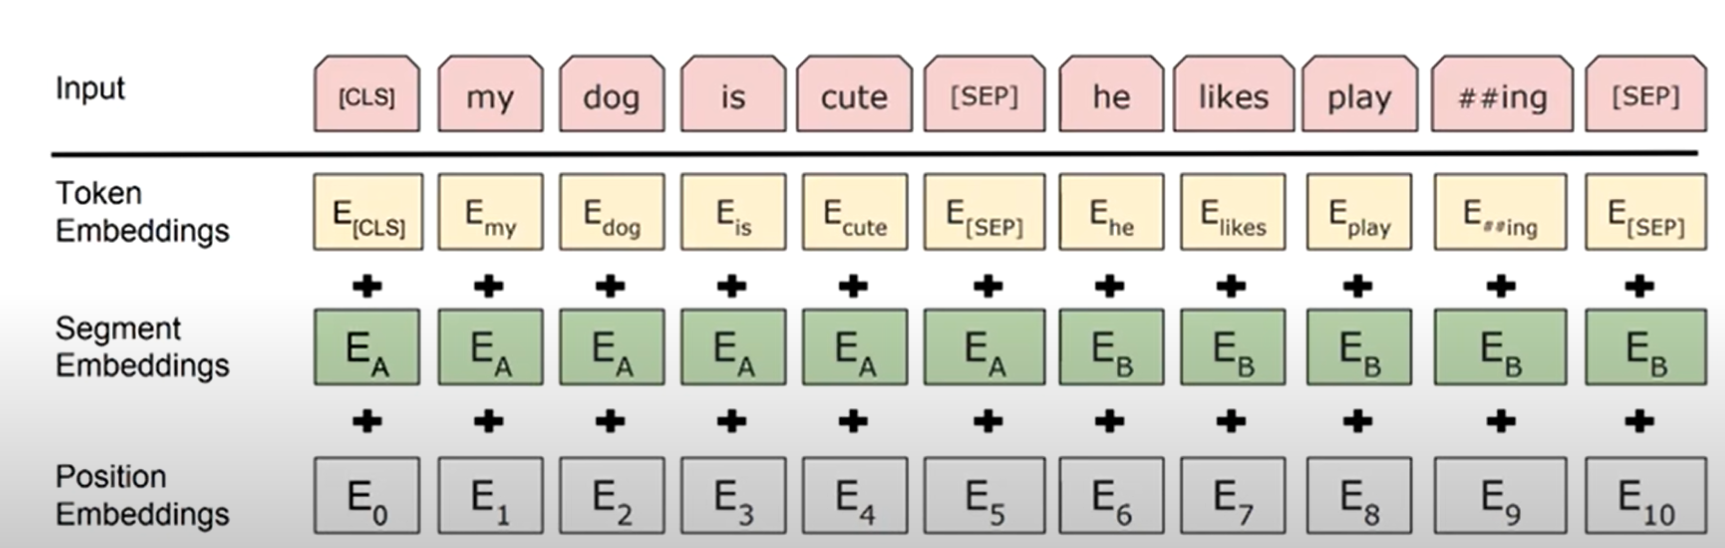 Input [CLS] my dog is cute [SEP] he likes play ##ing [SEP]
Token
Embeddings
E[CLS] Emy Edog Eis Ecute E[SEP] Ehe Elikes Eplay E##ing E[SEP]
+ + + + + + + + + + +
Segment
Embeddings
EA EA EA EA EA EA EB EB EB EB EB
+ + + + + + + + + + +
Position
Embeddings
E0 E1 E2 E3 E4 E5 E6 E7 E8 E9 E10